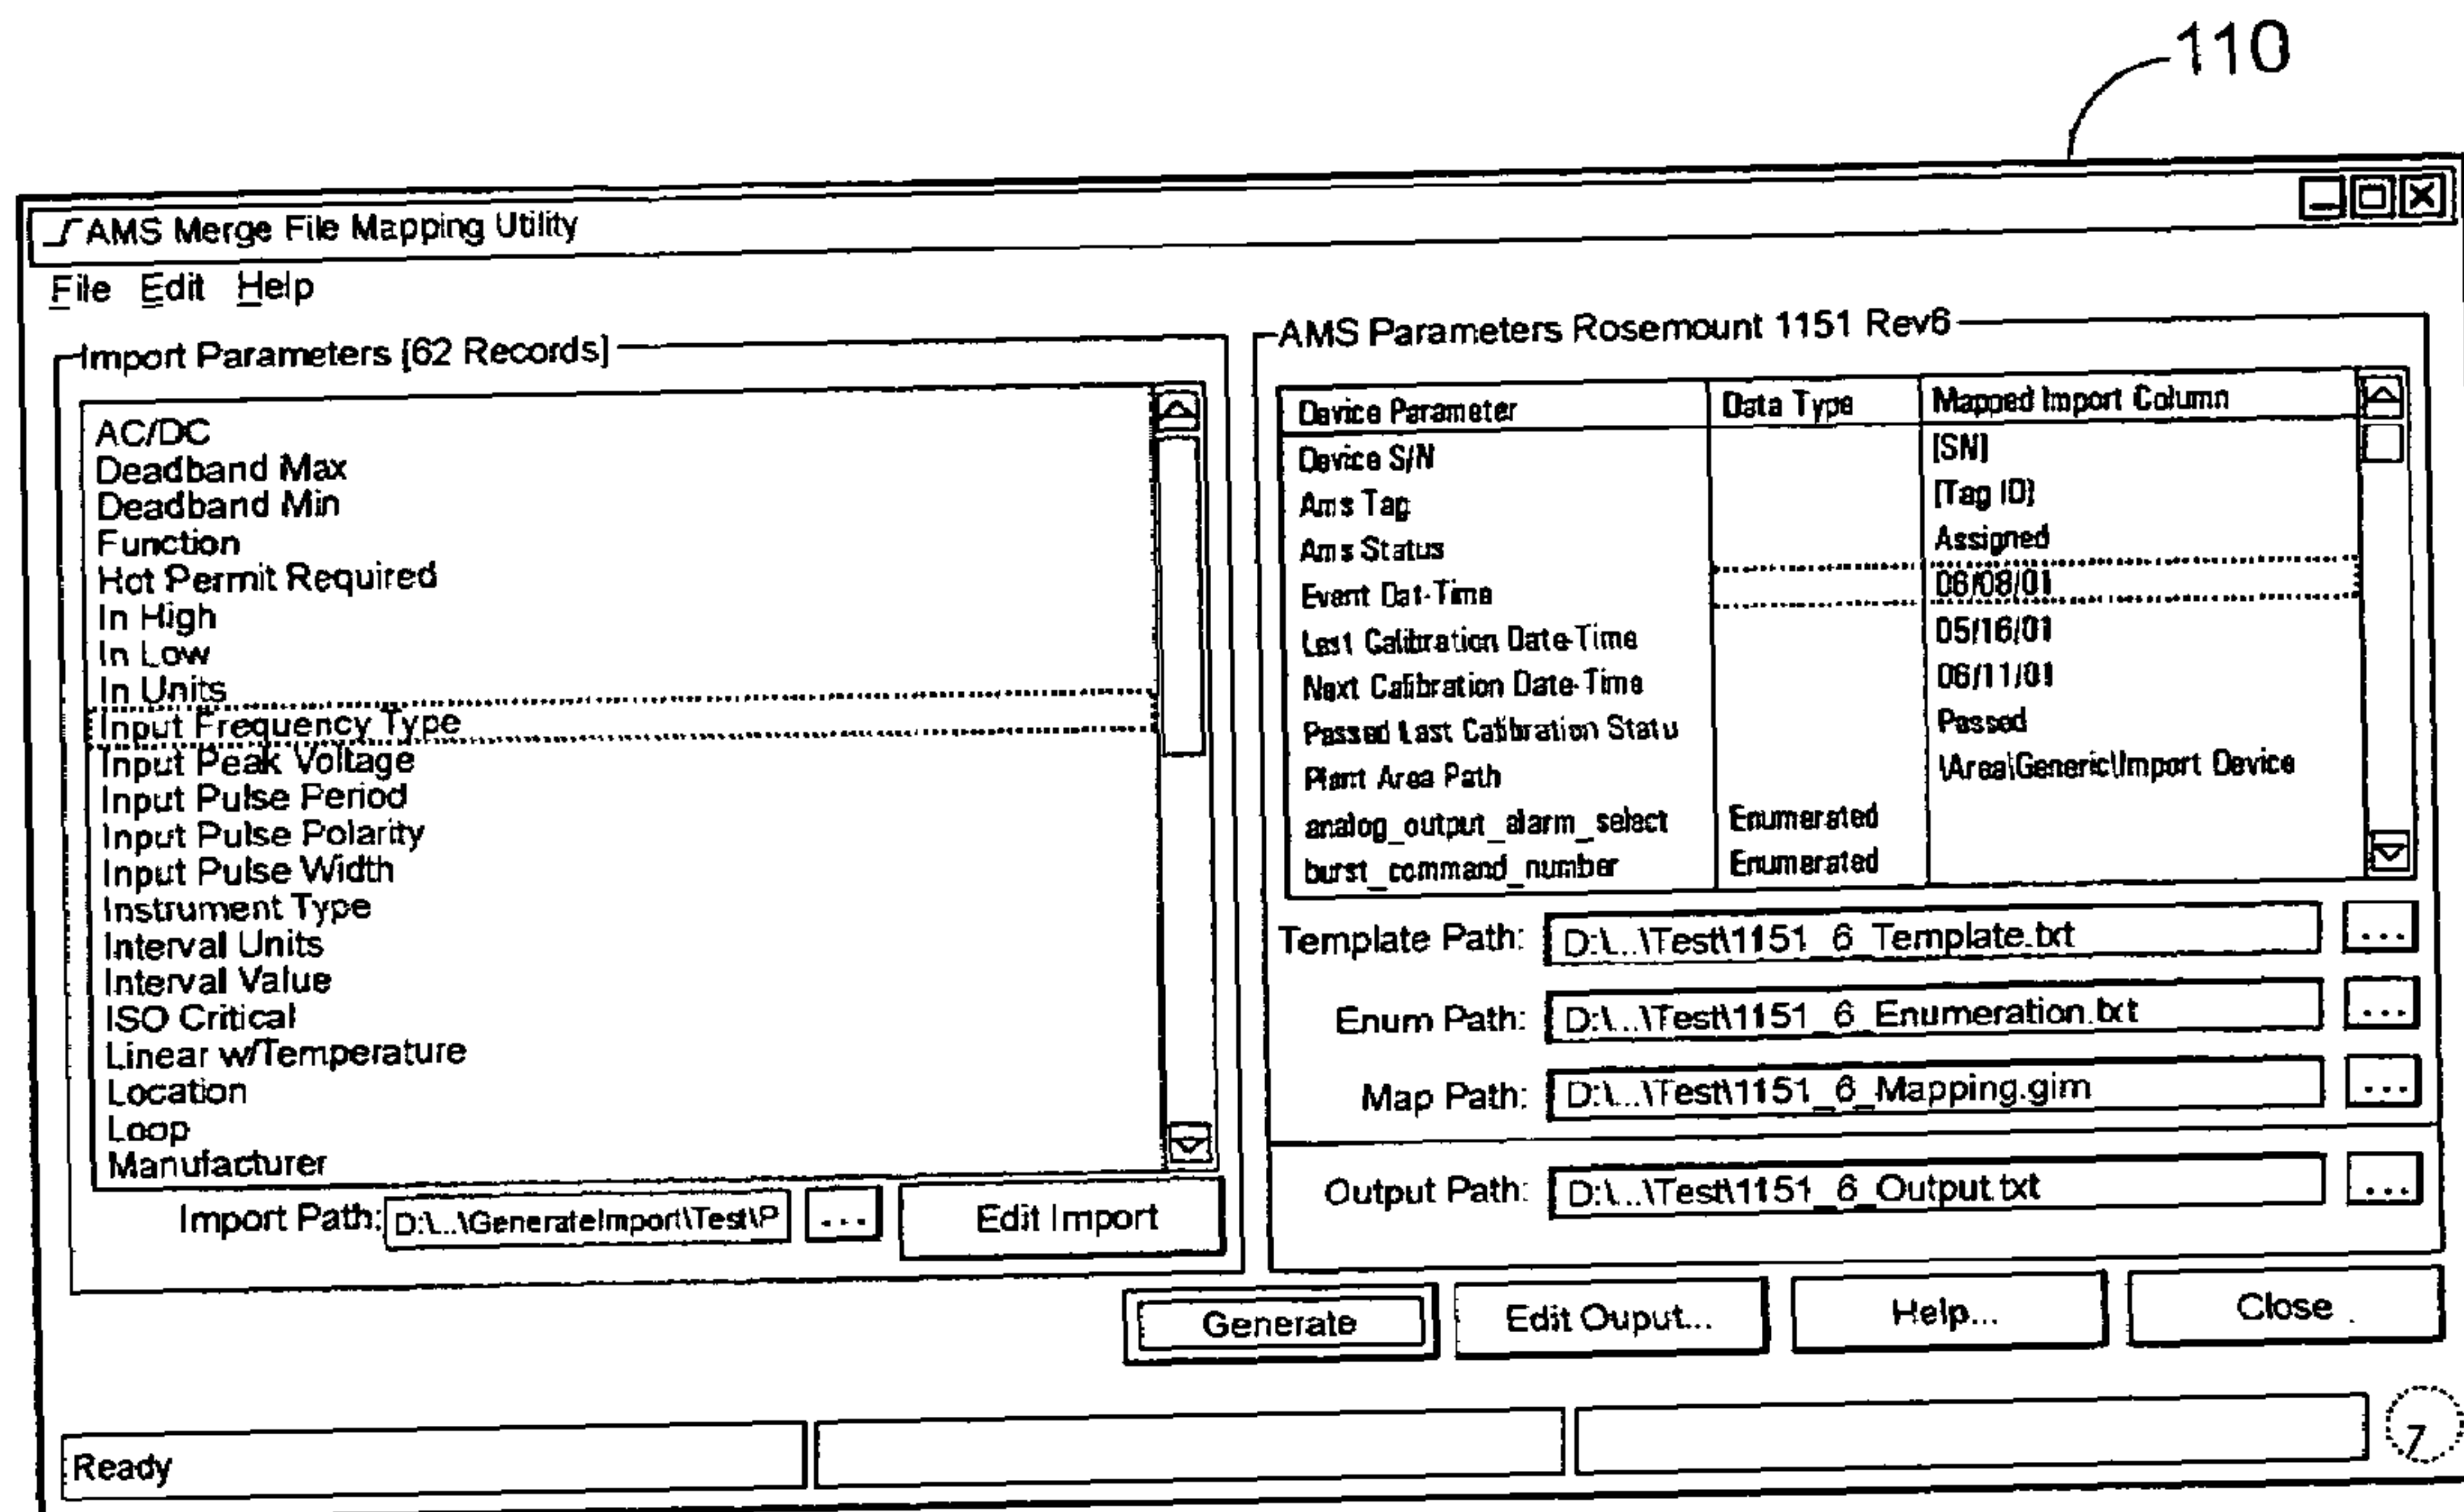 110
AMS Merge File Mapping Utility
File Edit Help
Import Parameters [62 Records]
AC/DC
Deadband Max
Deadband Min
Function
Hot Permit Required
In High
In Low
In Units
Input Frequency Type
Input Peak Voltage
Input Pulse Period
Input Pulse Polarity
Input Pulse Width
Instrument Type
Interval Units
Interval Value
ISO Critical
Linear w/Temperature
Location
Loop
Manufacturer
Import Path: D:\...\GenerateImport\Test\P ... Edit Import
AMS Parameters Rosemount 1151 Rev6
Device Parameter Data Type Mapped Import Column
Device S/N [SN]
Ams Tag [Tag ID]
Ams Status Assigned
Event Dat-Time 06/08/01
Last Calibration Date-Time 05/16/01
Next Calibration Date-Time 06/11/01
Passed Last Calibration Statu Passed
Plant Area Path \Area\Generic\Import Device
analog_output_alarm_select Enumerated
burst_command_number Enumerated
Template Path: D:\...\Test\1151_6_Template.txt ...
Enum Path: D:\...\Test\1151_6_Enumeration.txt ...
Map Path: D:\...\Test\1151_6_Mapping.gim ...
Output Path: D:\...\Test\1151_6_Output.txt ...
Generate Edit Ouput... Help... Close
Ready 7